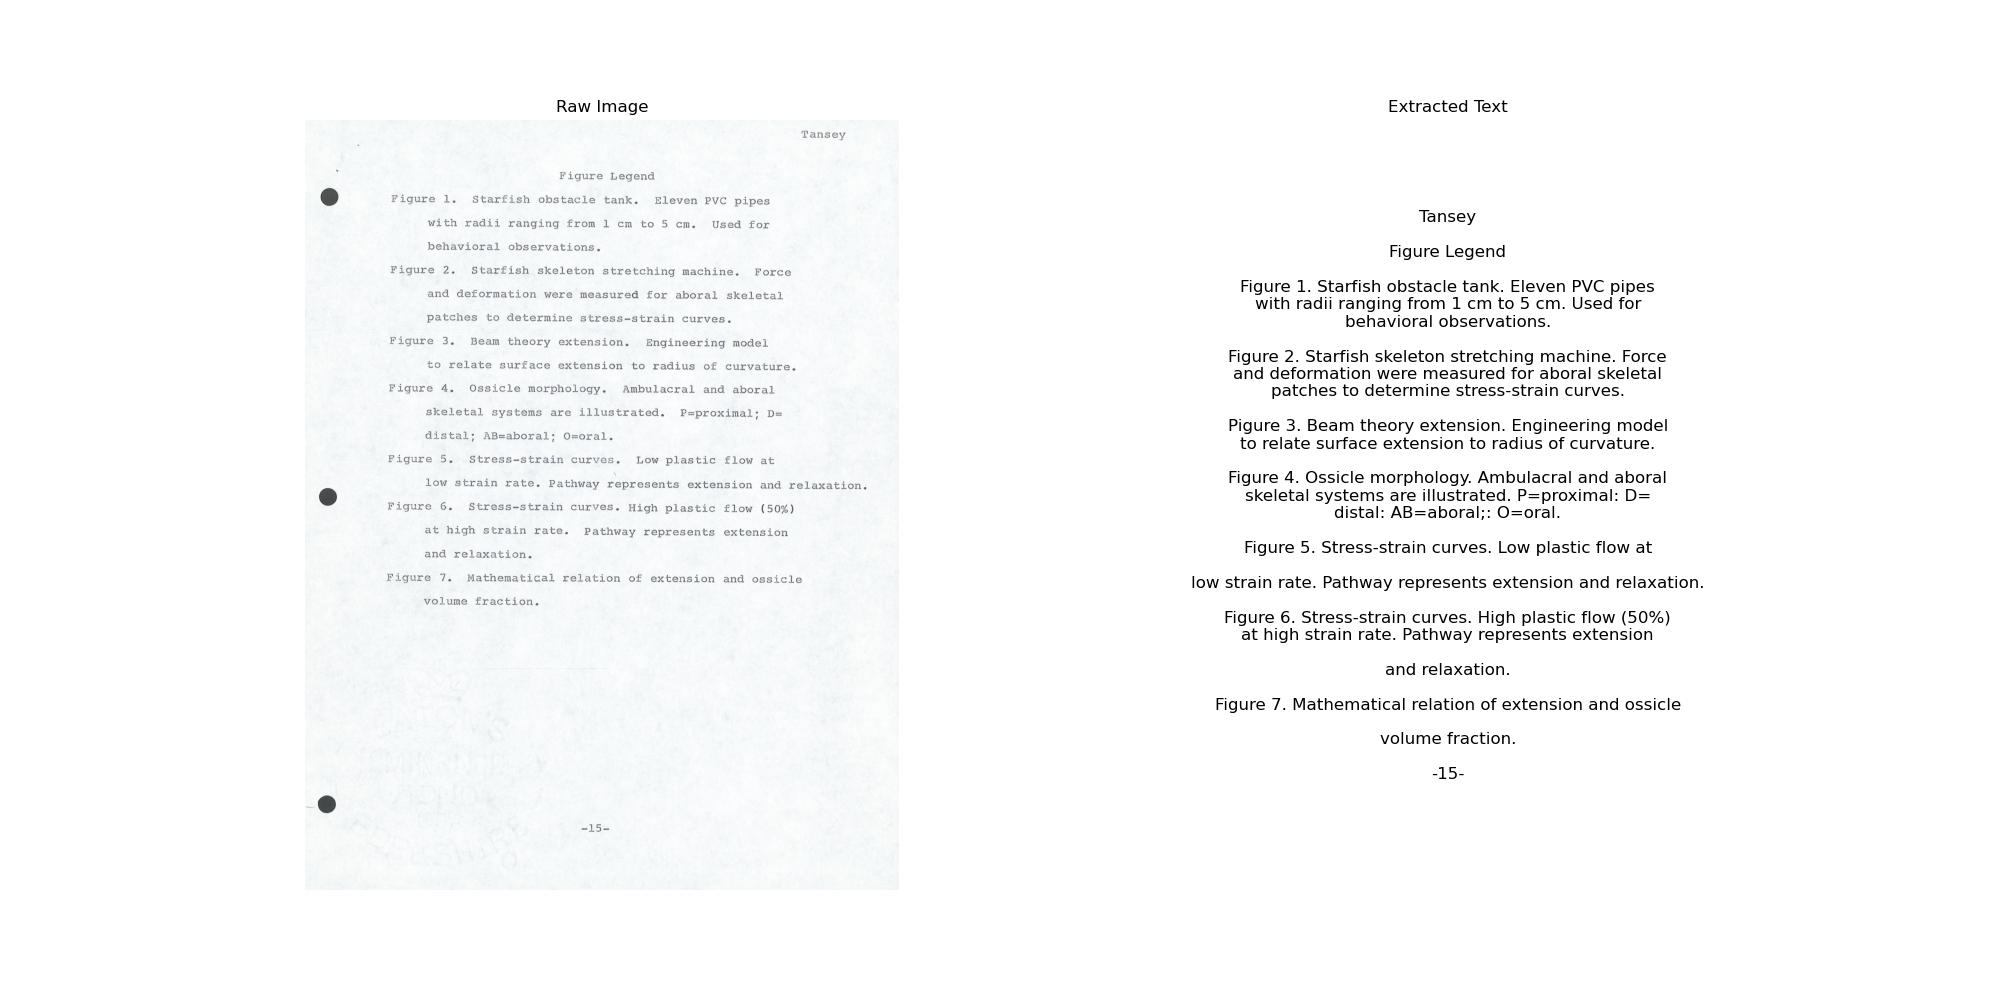 Raw Image
Tansey
Figure Legend
Figure 1. Starfish obstacle tank. Eleven PVC pipes
with radii ranging from 1 cm to 5 cm. Used for
behavioral observations.
Figure 2. Starfish skeleton stretching machine. Force
and deformation were measured for aboral skeletal
patches to determine stress-strain curves.
Figure 3. Beam theory extension. Engineering model
to relate surface extension to radius of curvature.
Figure 4. Ossicle morphology. Ambulacral and aboral
skeletal systems are illustrated. P=proximal; D=
distal; AB=aboral; O=oral.
Figure 5. Stress-strain curves. Low plastic flow at
low strain rate. Pathway represents extension and relaxation.
Figure 6. Stress-strain curves. High plastic flow (50%)
at high strain rate. Pathway represents extension
and relaxation.
Figure 7. Mathematical relation of extension and ossicle
volume fraction.
-15-
Extracted Text
Tansey
Figure Legend
Figure 1. Starfish obstacle tank. Eleven PVC pipes
with radii ranging from 1 cm to 5 cm. Used for
behavioral observations.
Figure 2. Starfish skeleton stretching machine. Force
and deformation were measured for aboral skeletal
patches to determine stress-strain curves.
Pigure 3. Beam theory extension. Engineering model
to relate surface extension to radius of curvature.
Figure 4. Ossicle morphology. Ambulacral and aboral
skeletal systems are illustrated. P=proximal: D=
distal: AB=aboral;: O=oral.
Figure 5. Stress-strain curves. Low plastic flow at
low strain rate. Pathway represents extension and relaxation.
Figure 6. Stress-strain curves. High plastic flow (50%)
at high strain rate. Pathway represents extension
and relaxation.
Figure 7. Mathematical relation of extension and ossicle
volume fraction.
-15-